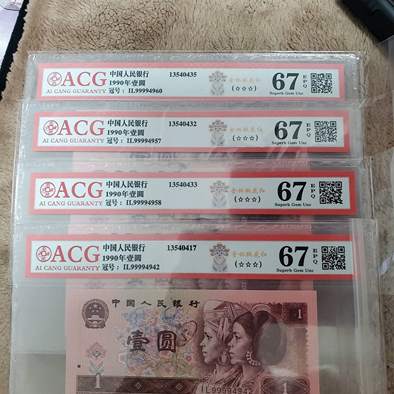 ACG
AI CANG GUARANTY
中国人民银行
13540435
1990年壹圆
冠号：IL99994960
(☆☆☆)
67
EPQ
Superb Gem Unc
ACG
AI CANG GUARANTY
中国人民银行
13540432
1990年壹圆
冠号：IL99994957
(☆☆☆)
67
EPQ
Superb Gem Unc
ACG
AI CANG GUARANTY
中国人民银行
13540433
1990年壹圆
冠号：IL99994958
(☆☆☆)
67
EPQ
Superb Gem Unc
ACG
AI CANG GUARANTY
中国人民银行
13540417
1990年壹圆
冠号：IL99994942
(☆☆☆)
67
EPQ
Superb Gem Unc
中国人民银行
壹圆
1
1
IL99994942